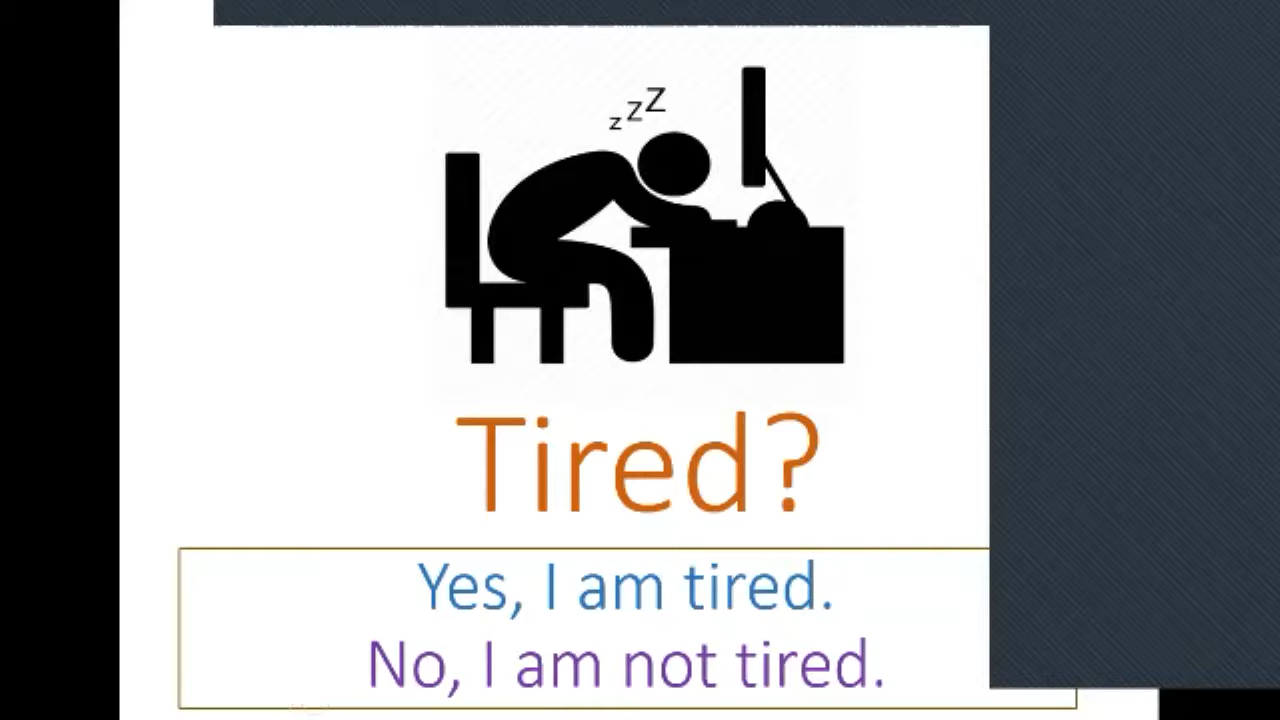 zZZ
Tired?
Yes, I am tired.
No, I am not tired.